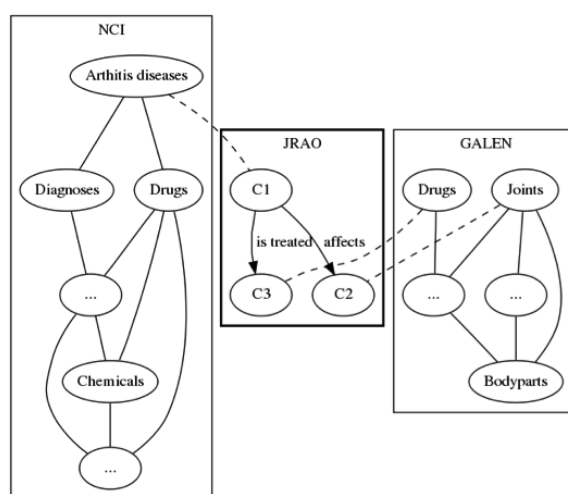 NCI
Arthitis diseases
Diagnoses
Drugs
...
Chemicals
...
JRAO
C1
is treated
affects
C3
C2
GALEN
Drugs
Joints
...
...
Bodyparts